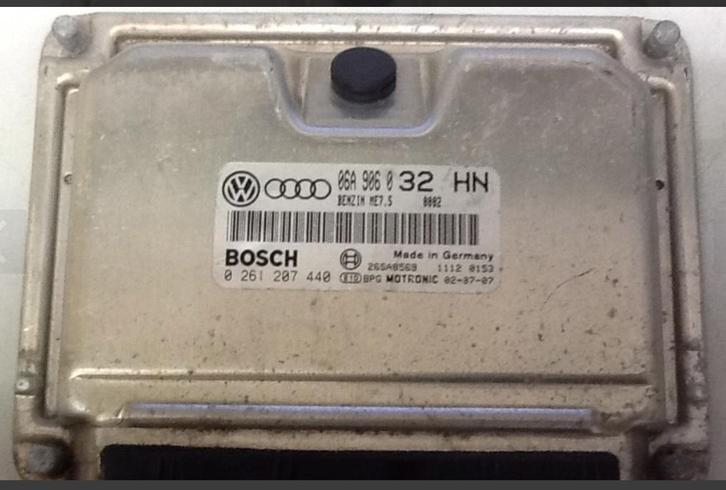 06A 906 032 HN
BENZIN ME7.5 0002
BOSCH Made in Germany
26SA8569 1112 0153
0 261 207 440 BPG MOTRONIC 02-07-07